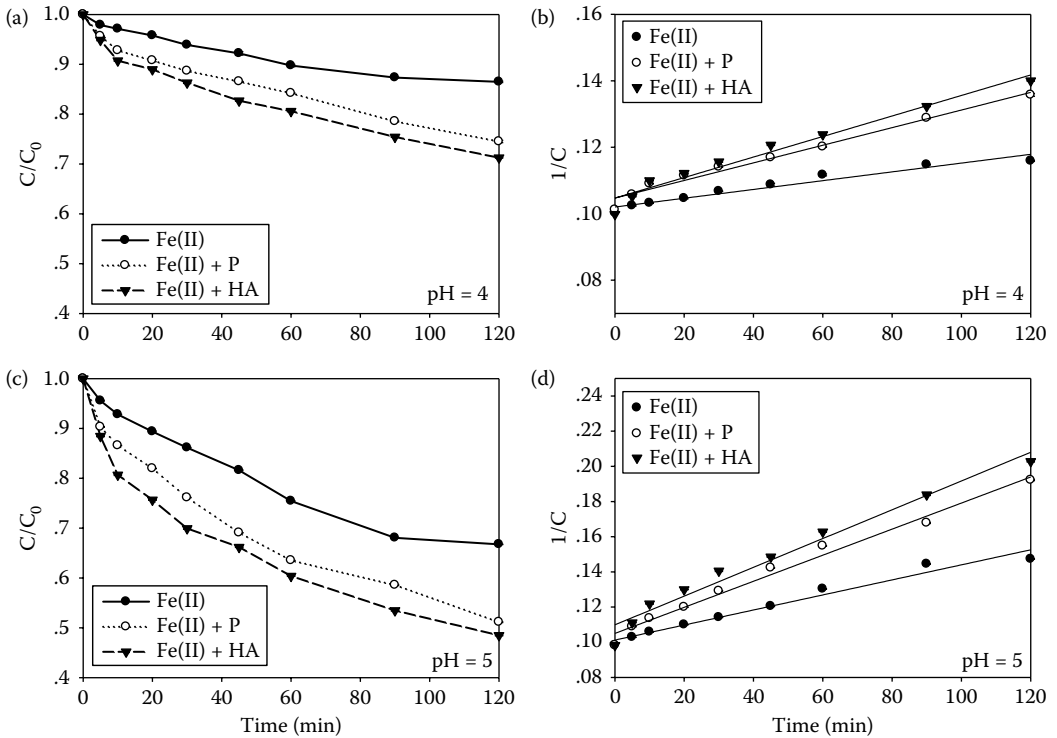 (a)
1.0
.9
.8
.7
.6
.5
.4
C/C0
Fe(II)
Fe(II) + P
Fe(II) + HA
pH = 4
0 20 40 60 80 100 120
(b)
.16
.14
.12
.10
.08
1/C
Fe(II)
Fe(II) + P
Fe(II) + HA
pH = 4
0 20 40 60 80 100 120
(c)
1.0
.9
.8
.7
.6
.5
.4
C/C0
Fe(II)
Fe(II) + P
Fe(II) + HA
pH = 5
0 20 40 60 80 100 120
Time (min)
(d)
.24
.22
.20
.18
.16
.14
.12
.10
.08
1/C
Fe(II)
Fe(II) + P
Fe(II) + HA
pH = 5
0 20 40 60 80 100 120
Time (min)